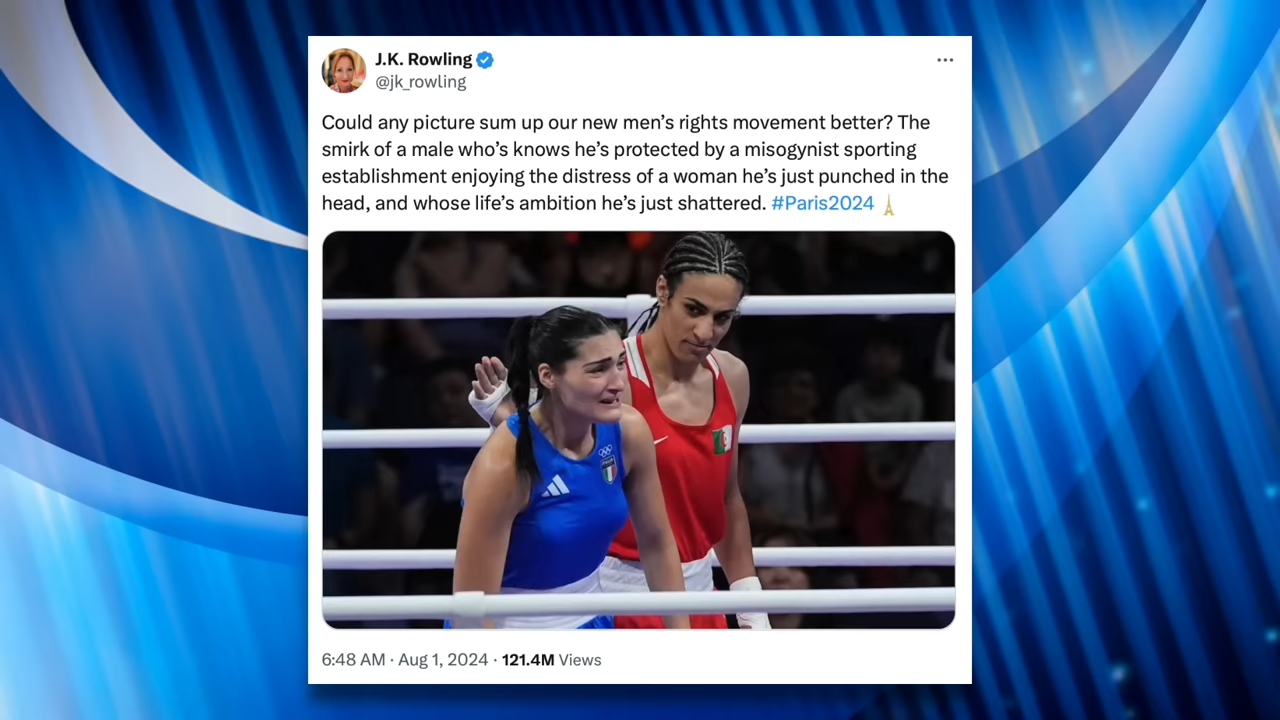 J.K. Rowling
@jk_rowling
Could any picture sum up our new men’s rights movement better? The
smirk of a male who’s knows he’s protected by a misogynist sporting
establishment enjoying the distress of a woman he’s just punched in the
head, and whose life’s ambition he’s just shattered. #Paris2024
6:48 AM · Aug 1, 2024 · 121.4M Views